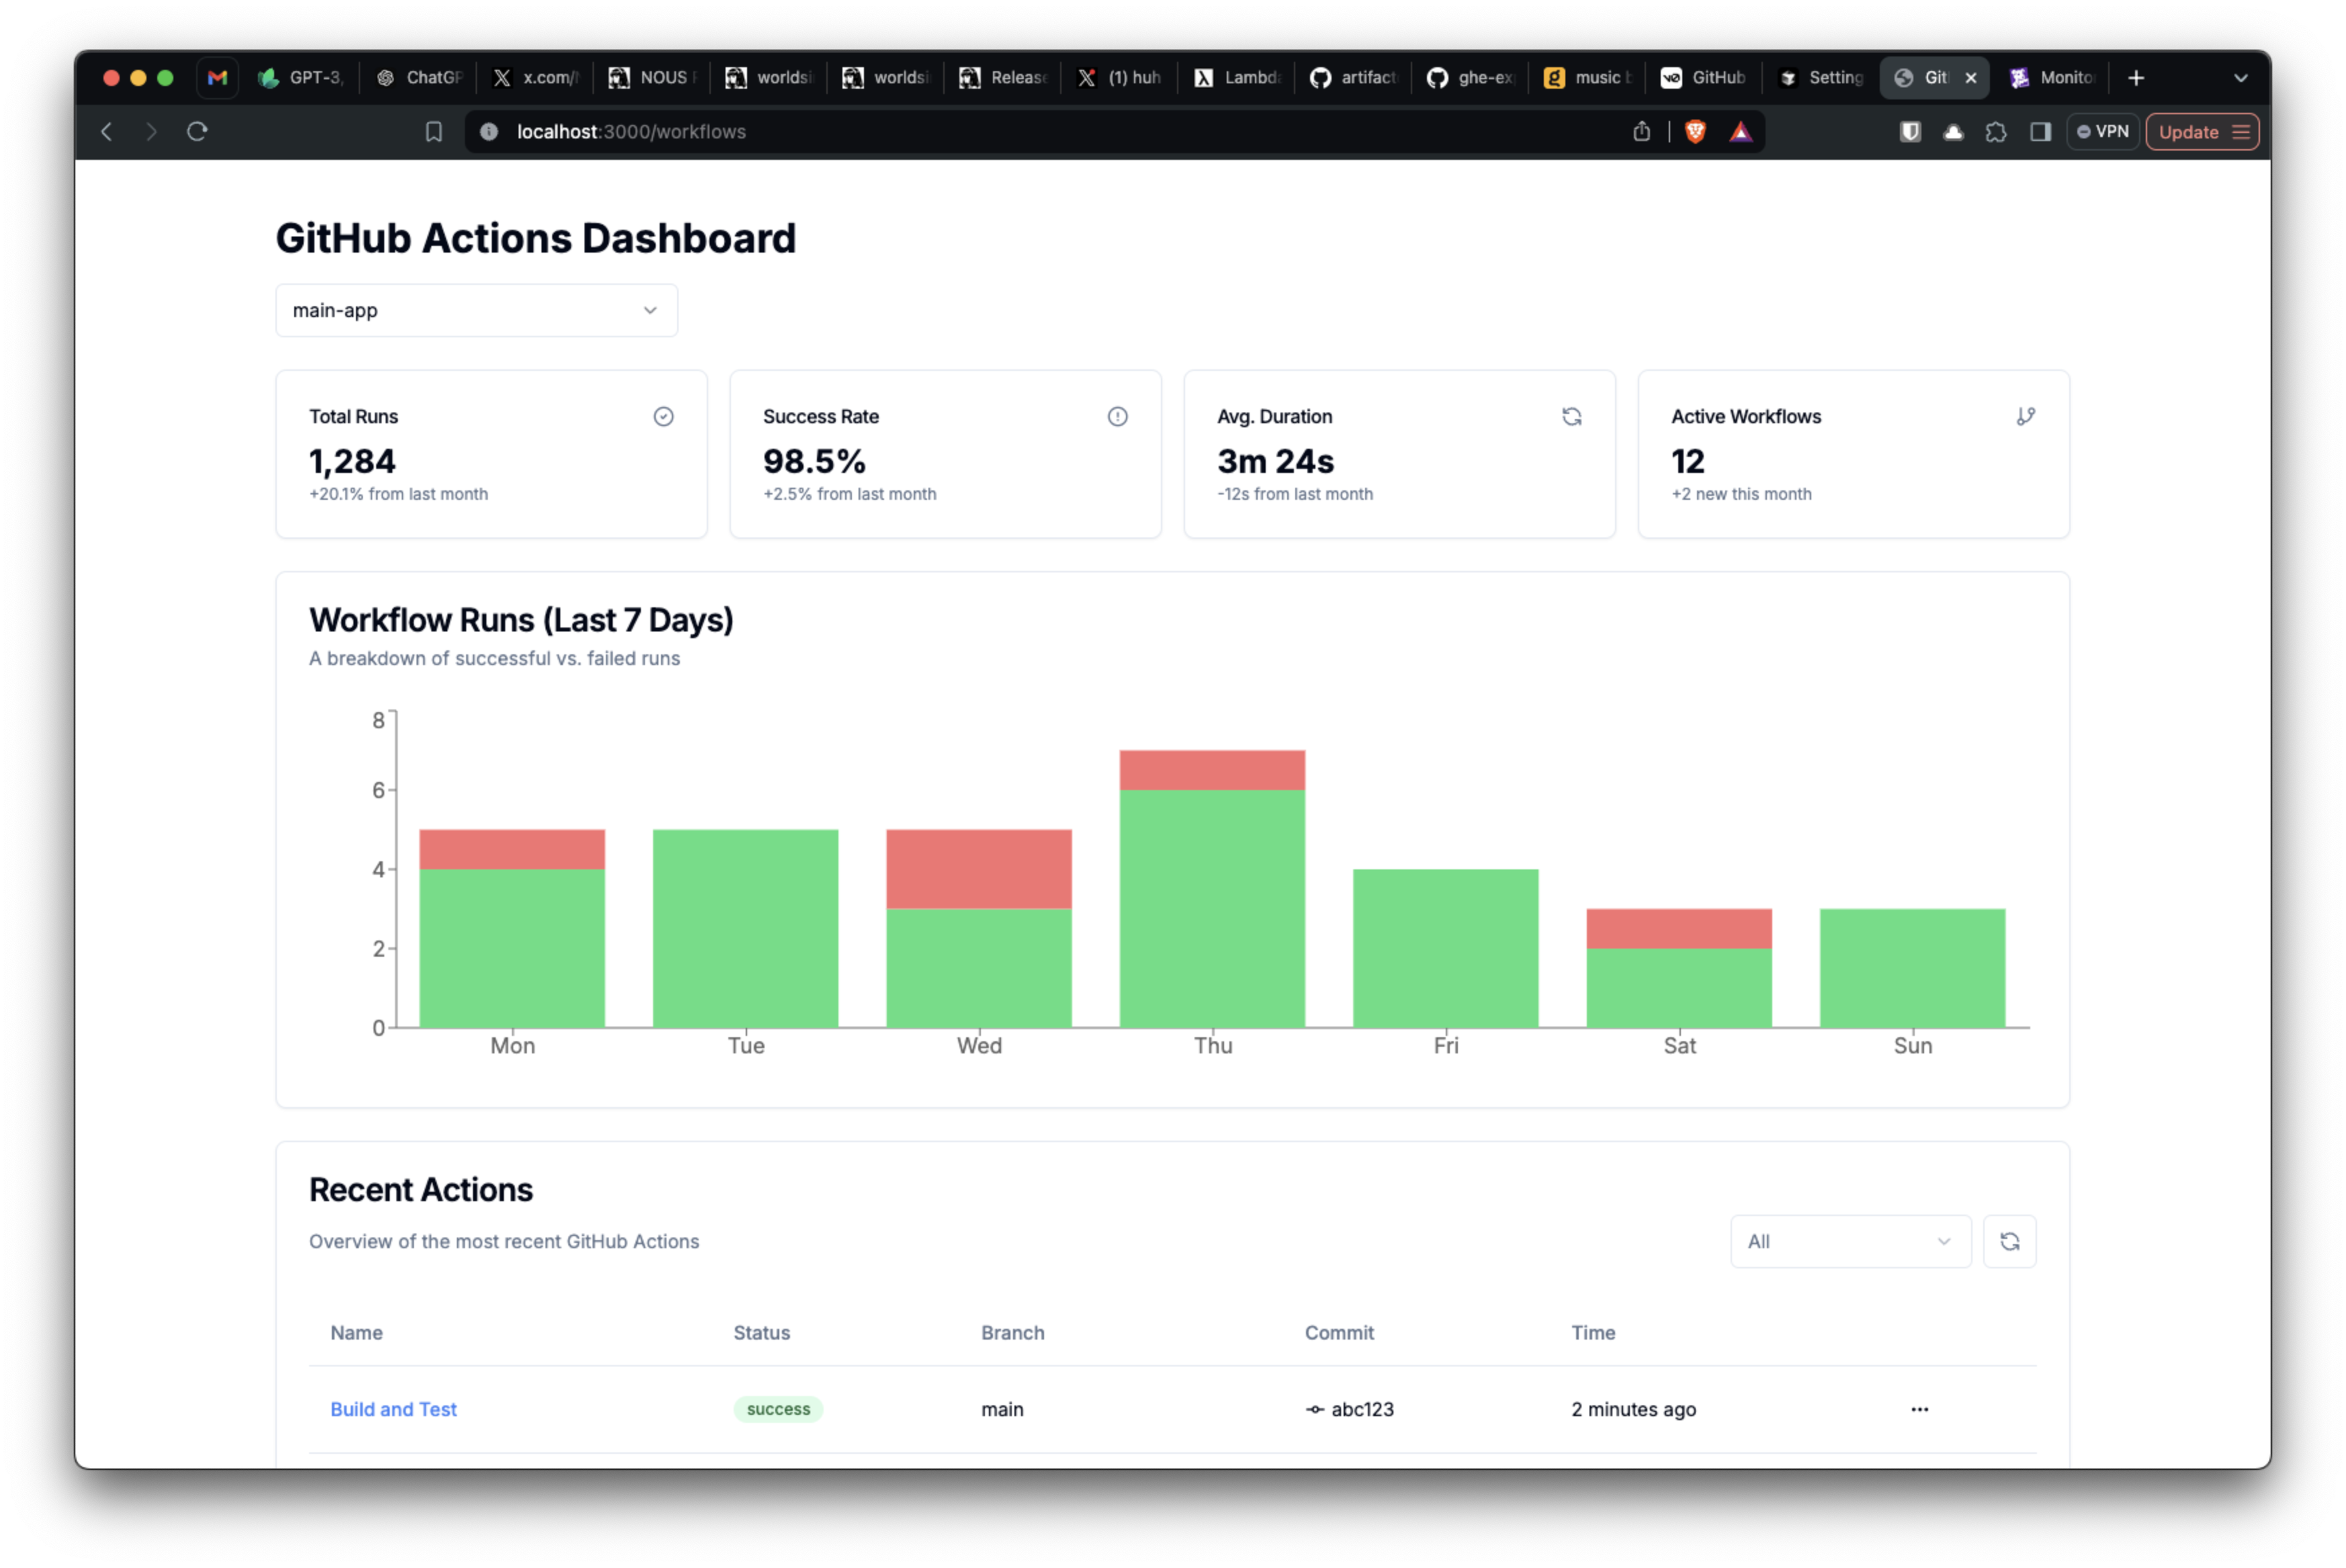 GPT-3,
ChatGP
x.com/
NOUS
worldsi
worldsi
Release
(1) huh
Lambda
artifact
ghe-ex
music b
GitHub
Setting
Git
Monitor
localhost:3000/workflows
VPN
Update
GitHub Actions Dashboard
main-app
Total Runs
1,284
+20.1% from last month
Success Rate
98.5%
+2.5% from last month
Avg. Duration
3m 24s
-12s from last month
Active Workflows
12
+2 new this month
Workflow Runs (Last 7 Days)
A breakdown of successful vs. failed runs
8
6
4
2
0
Mon Tue Wed Thu Fri Sat Sun
Recent Actions
Overview of the most recent GitHub Actions
All
Name Status Branch Commit Time
Build and Test success main abc123 2 minutes ago